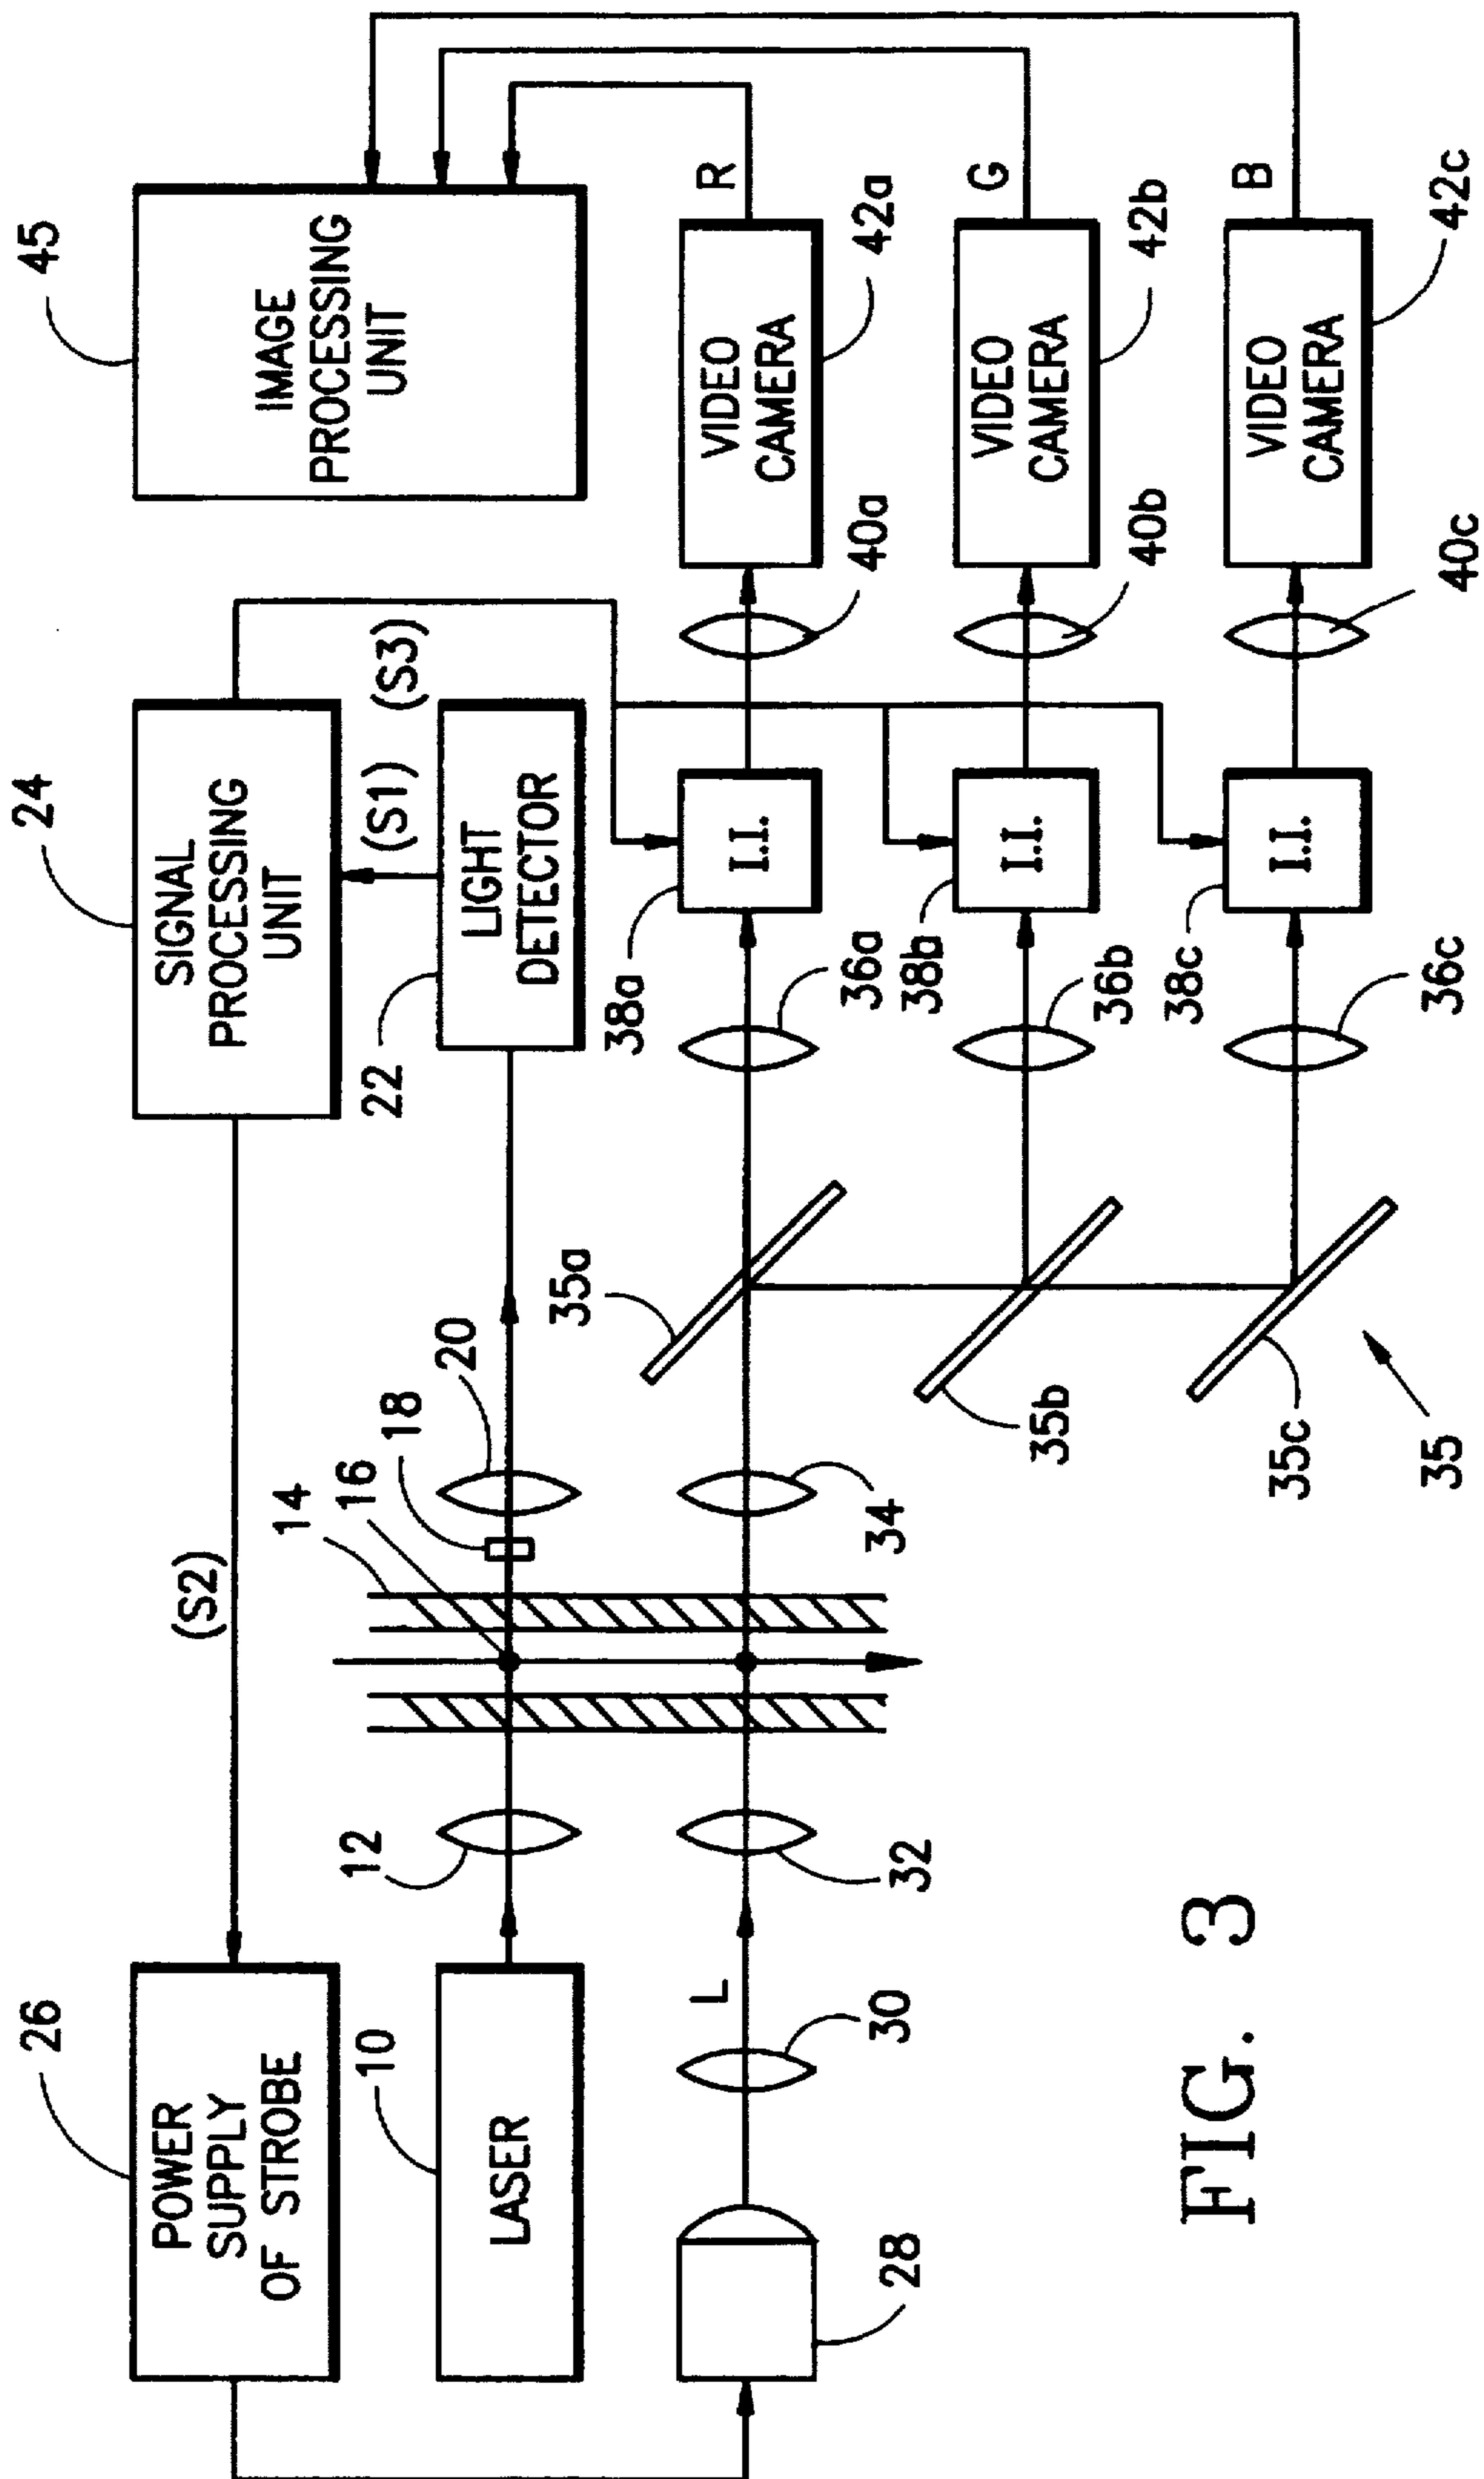 26
POWER
SUPPLY
OF STROBE
(S2)
24
SIGNAL
PROCESSING
UNIT
45
IMAGE
PROCESSING
UNIT
10
LASER
12
14
16
18
20
22
LIGHT
DETECTOR
(S1)
(S3)
28
30
L
32
34
35a
36a
38a
I.I.
40a
VIDEO
CAMERA
42a
R
35b
36b
38b
I.I.
40b
VIDEO
CAMERA
42b
G
35c
35
36c
38c
I.I.
40c
VIDEO
CAMERA
42c
B
FIG. 3